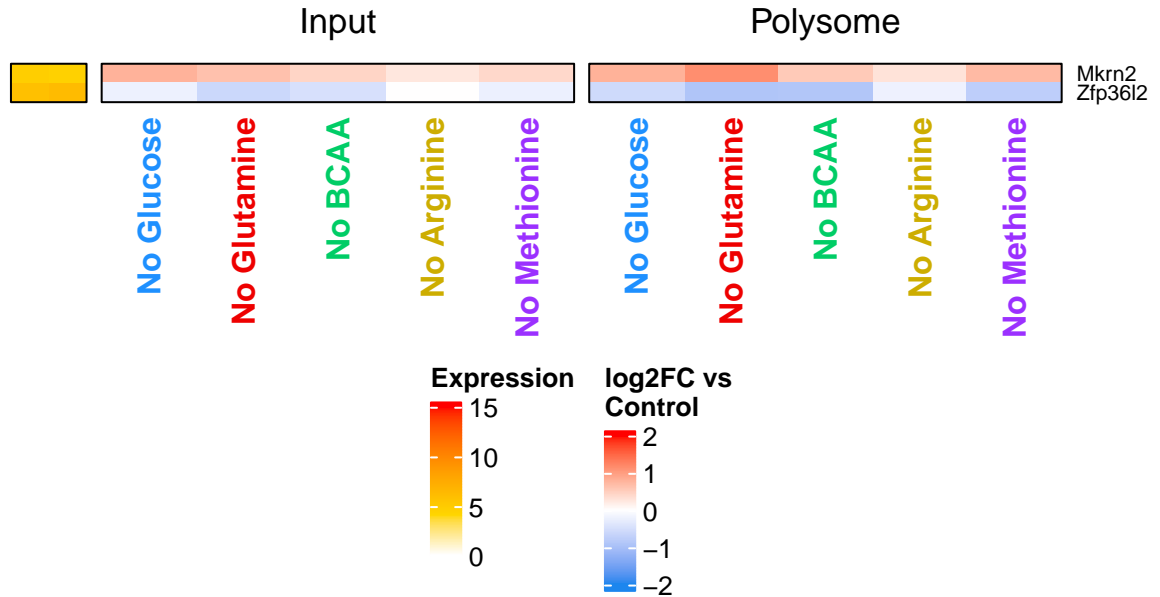 Input
Polysome
Mkrn2
Zfp36l2
No Glucose
No Glutamine
No BCAA
No Arginine
No Methionine
No Glucose
No Glutamine
No BCAA
No Arginine
No Methionine
Expression
15
10
5
0
log2FC vs
Control
2
1
0
−1
−2